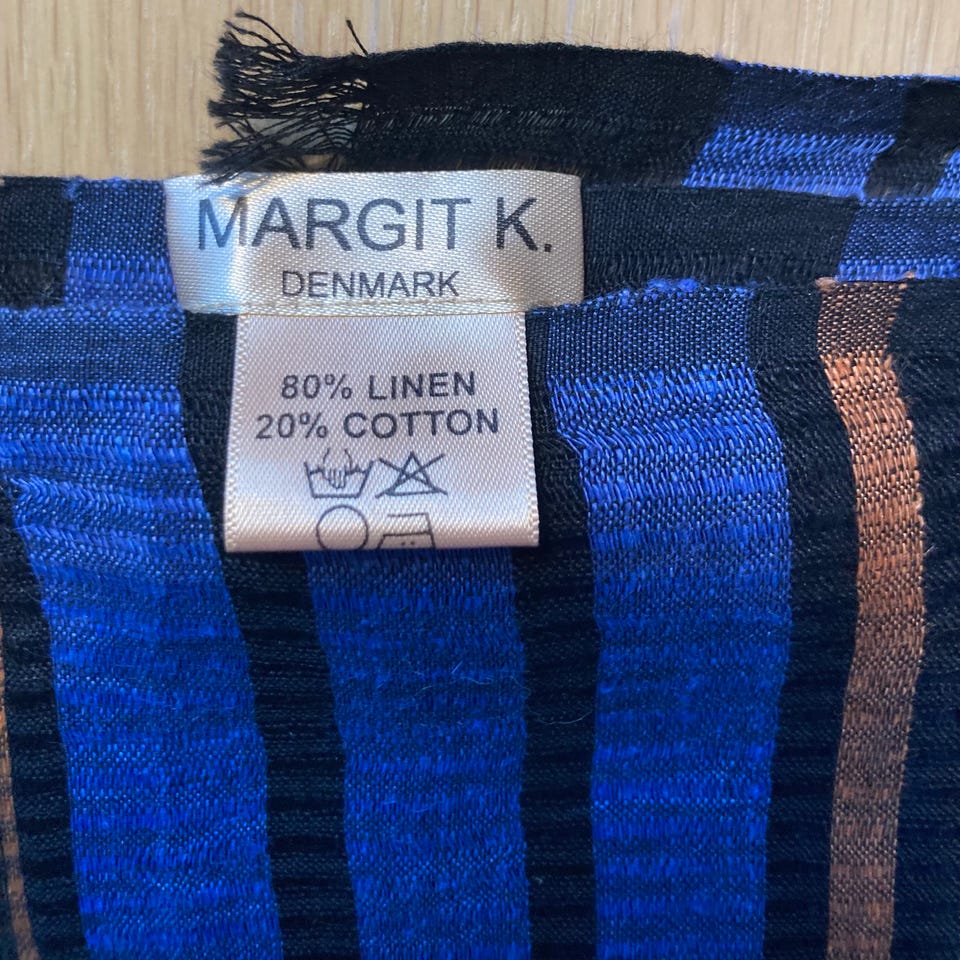 MARGIT K.
DENMARK
80% LINEN
20% COTTON